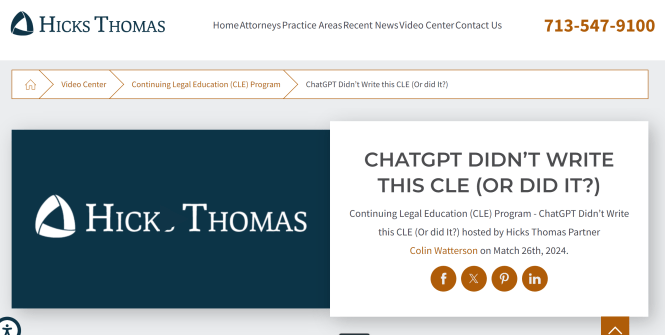 HICKS THOMAS
Home Attorneys Practice Areas Recent News Video Center Contact Us
713-547-9100
Video Center
Continuing Legal Education (CLE) Program
ChatGPT Didn't Write this CLE (Or did It?)
HICK THOMAS
CHATGPT DIDN'T WRITE
THIS CLE (OR DID IT?)
Continuing Legal Education (CLE) Program - ChatGPT Didn't Write
this CLE (Or did It?) hosted by Hicks Thomas Partner
Colin Watterson on Match 26th, 2024.